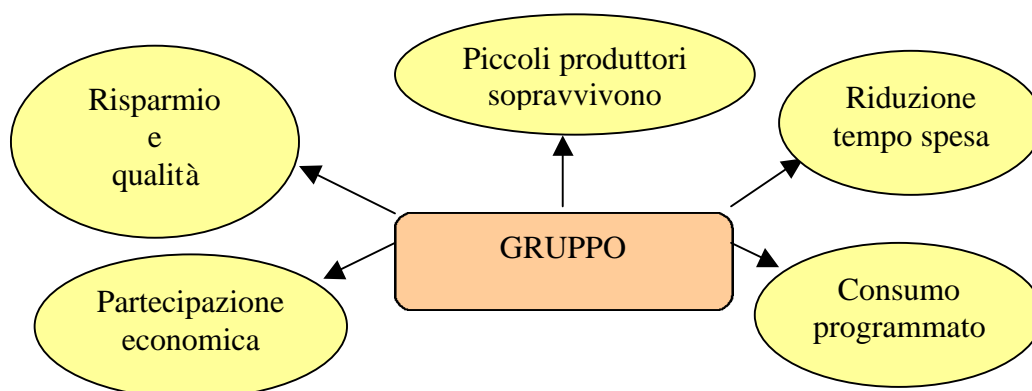 Risparmio
e
qualità
Piccoli produttori
sopravvivono
Riduzione
tempo spesa
GRUPPO
Partecipazione
economica
Consumo
programmato